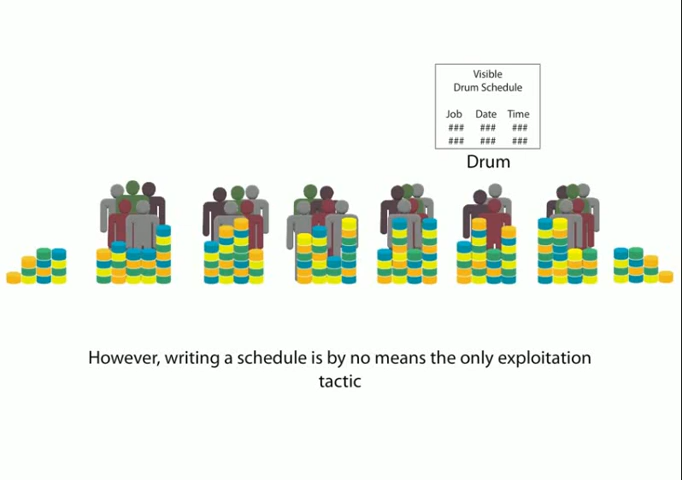 Visible
Drum Schedule
Job Date Time
### ### ###
### ### ###
Drum
However, writing a schedule is by no means the only exploitation
tactic